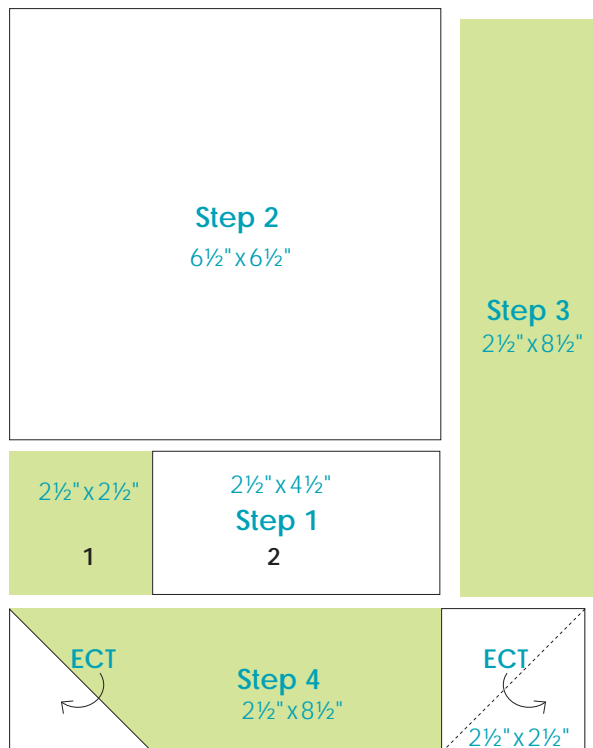 Step 2
6½" x 6½"
Step 3
2½" x 8½"
2½" x 2½"
1
2½" x 4½"
Step 1
2
ECT
Step 4
2½" x 8½"
ECT
2½" x 2½"